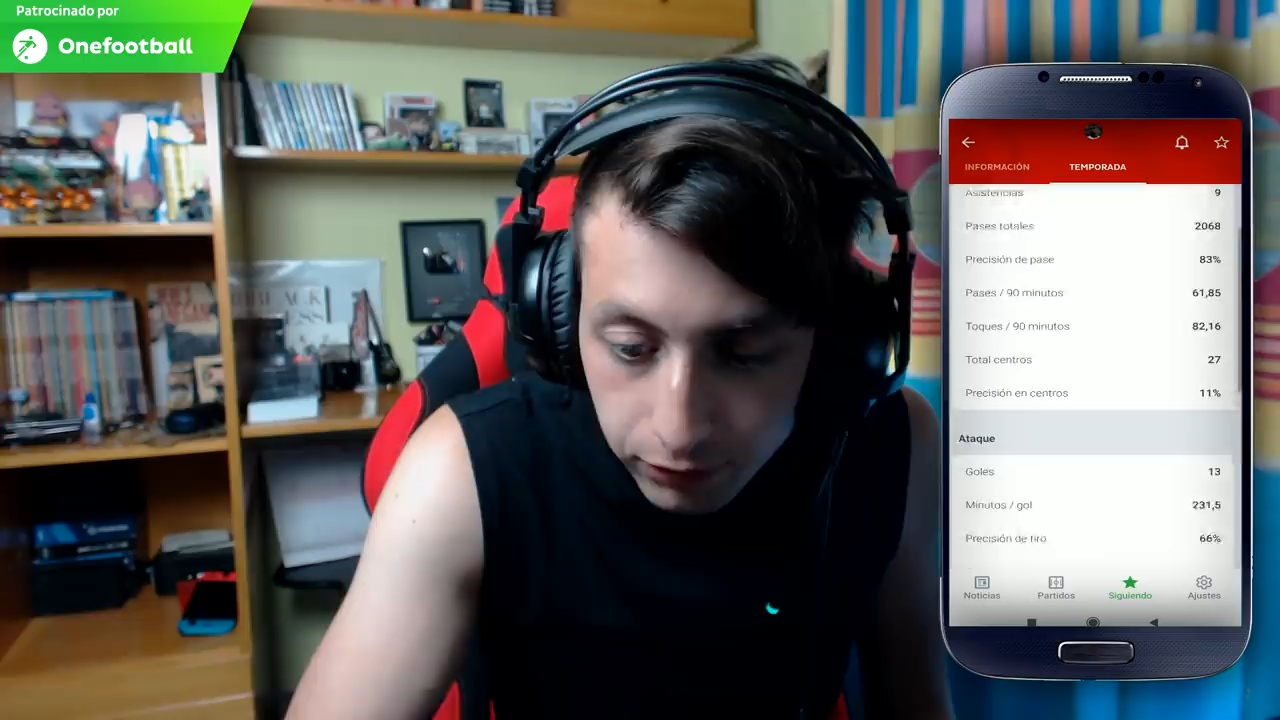 Patrocinado por
Onefootball
INFORMACIÓN TEMPORADA
Asistencias 9
Pases totales 2068
Precisión de pase 83%
Pases / 90 minutos 61,85
Toques / 90 minutos 82,16
Total centros 27
Precisión en centros 11%
Ataque
Goles 13
Minutos / gol 231,5
Precisión de tiro 66%
Noticias Partidos Siguiendo Ajustes